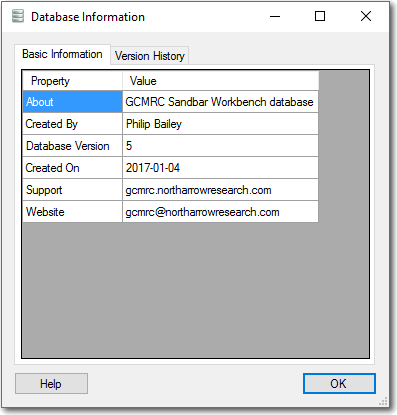 Database Information
Basic Information Version History
Property Value
About GCMRC Sandbar Workbench database
Created By Philip Bailey
Database Version 5
Created On 2017-01-04
Support gcmrc.northarrowresearch.com
Website gcmrc@northarrowresearch.com
Help OK